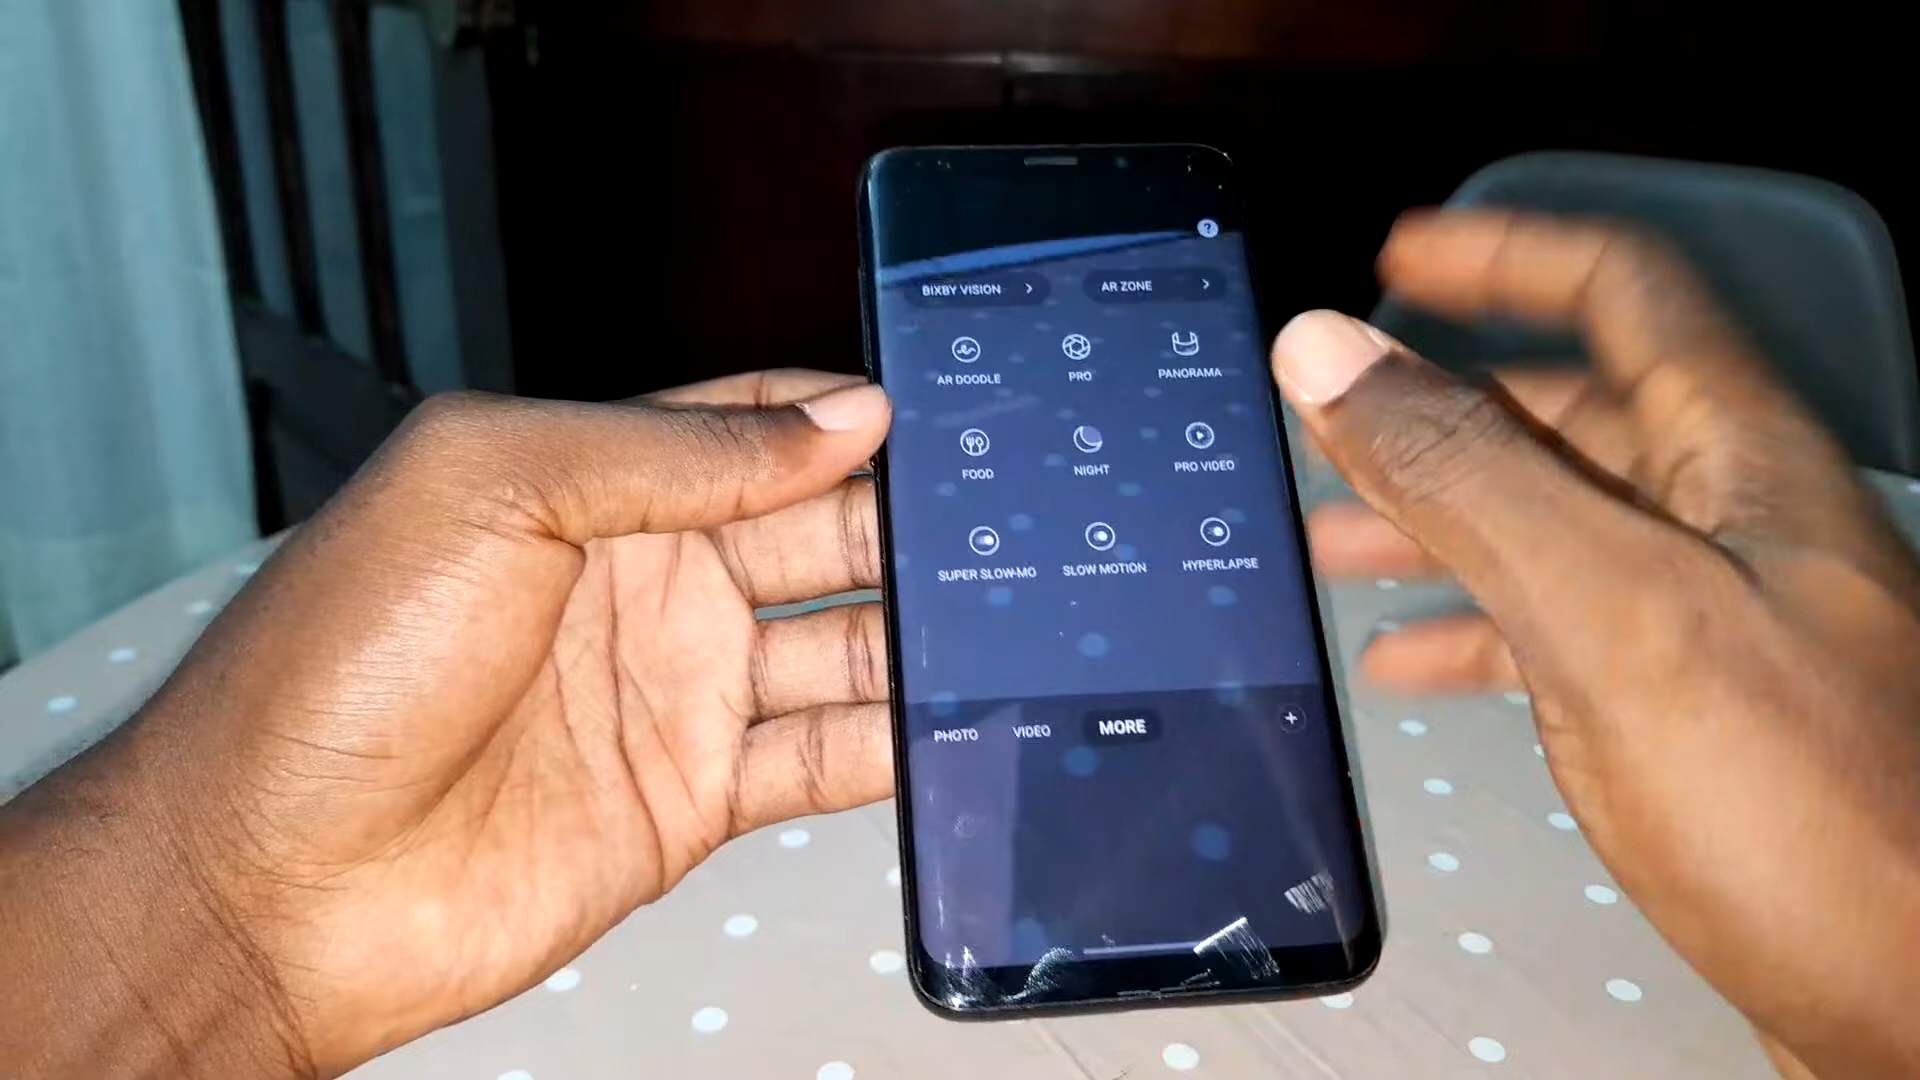 ?
BIXBY VISION >
AR ZONE >
AR DOODLE
PRO
PANORAMA
FOOD
NIGHT
PRO VIDEO
SUPER SLOW-MO
SLOW MOTION
HYPERLAPSE
PHOTO
VIDEO
MORE
+